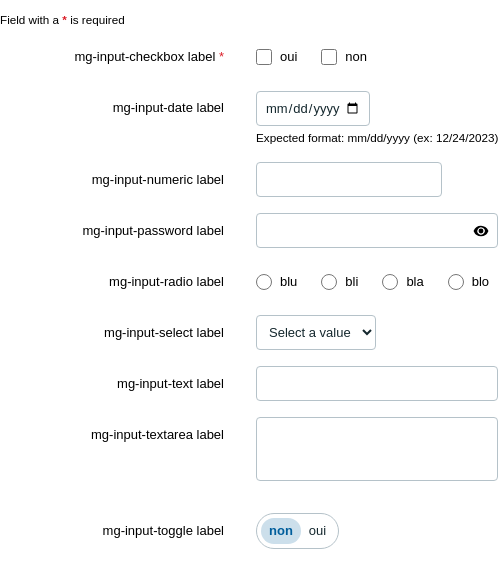 Field with a * is required
mg-input-checkbox label * oui non
mg-input-date label mm/dd/yyyy
Expected format: mm/dd/yyyy (ex: 12/24/2023)
mg-input-numeric label
mg-input-password label
mg-input-radio label blu bli bla blo
mg-input-select label Select a value
mg-input-text label
mg-input-textarea label
mg-input-toggle label non oui